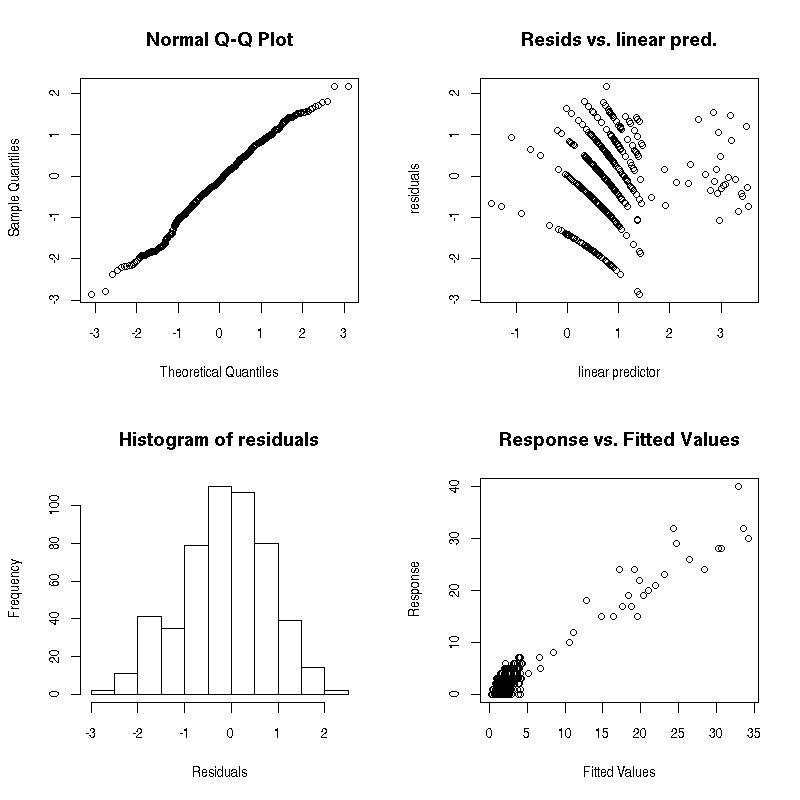 Normal Q-Q Plot
Sample Quantiles
2
1
0
-1
-2
-3
-3 -2 -1 0 1 2 3
Theoretical Quantiles
Resids vs. linear pred.
residuals
2
1
0
-1
-2
-3
-1 0 1 2 3
linear predictor
Histogram of residuals
Frequency
100
80
60
40
20
0
-3 -2 -1 0 1 2
Residuals
Response vs. Fitted Values
Response
40
30
20
10
0
0 5 10 15 20 25 30 35
Fitted Values